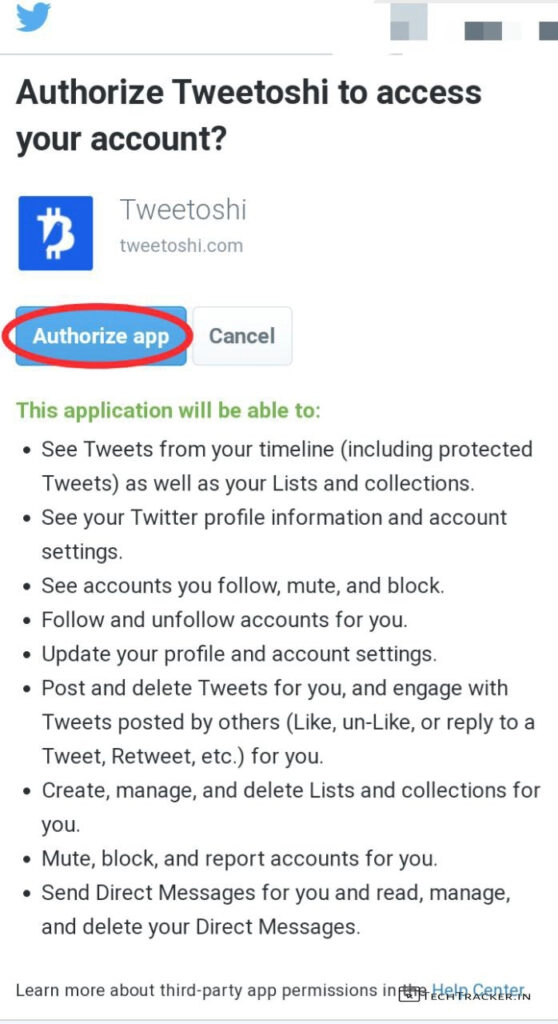 Authorize Tweetoshi to access
your account?
Tweetoshi
tweetoshi.com
Authorize app
Cancel
This application will be able to:
• See Tweets from your timeline (including protected
Tweets) as well as your Lists and collections.
• See your Twitter profile information and account
settings.
• See accounts you follow, mute, and block.
• Follow and unfollow accounts for you.
• Update your profile and account settings.
• Post and delete Tweets for you, and engage with
Tweets posted by others (Like, un-Like, or reply to a
Tweet, Retweet, etc.) for you.
• Create, manage, and delete Lists and collections for
you.
• Mute, block, and report accounts for you.
• Send Direct Messages for you and read, manage,
and delete your Direct Messages.
Learn more about third-party app permissions in the Help Center.
TECHTRACKER.IN